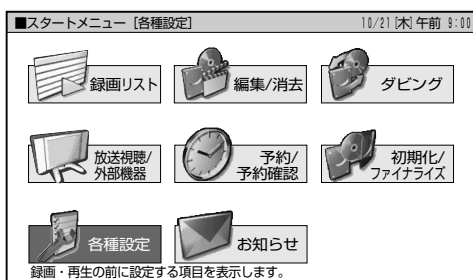 ■スタートメニュー [各種設定] 10/21[木]午前 9:00
録画リスト
編集/消去
ダビング
放送視聴/
外部機器
予約/
予約確認
初期化/
ファイナライズ
各種設定
お知らせ
録画・再生の前に設定する項目を表示します。